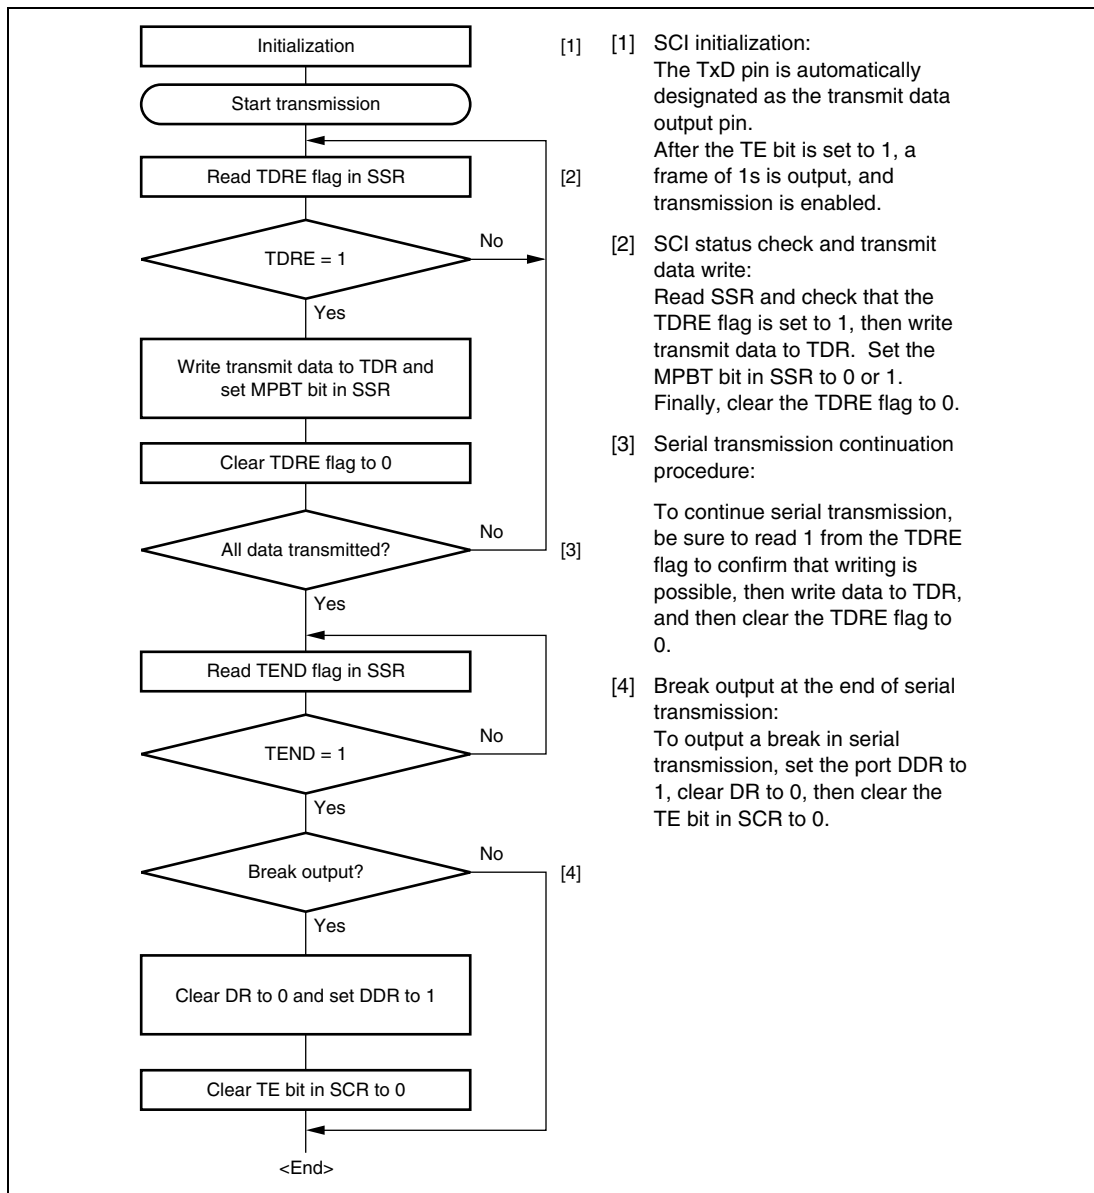 Initialization
[1]
Start transmission
Read TDRE flag in SSR
[2]
TDRE = 1
No
Yes
Write transmit data to TDR and
set MPBT bit in SSR
Clear TDRE flag to 0
All data transmitted?
No
[3]
Yes
Read TEND flag in SSR
TEND = 1
No
Yes
Break output?
No
[4]
Yes
Clear DR to 0 and set DDR to 1
Clear TE bit in SCR to 0
<End>
[1] SCI initialization:
The TxD pin is automatically
designated as the transmit data
output pin.
After the TE bit is set to 1, a
frame of 1s is output, and
transmission is enabled.
[2] SCI status check and transmit
data write:
Read SSR and check that the
TDRE flag is set to 1, then write
transmit data to TDR. Set the
MPBT bit in SSR to 0 or 1.
Finally, clear the TDRE flag to 0.
[3] Serial transmission continuation
procedure:
To continue serial transmission,
be sure to read 1 from the TDRE
flag to confirm that writing is
possible, then write data to TDR,
and then clear the TDRE flag to
0.
[4] Break output at the end of serial
transmission:
To output a break in serial
transmission, set the port DDR to
1, clear DR to 0, then clear the
TE bit in SCR to 0.